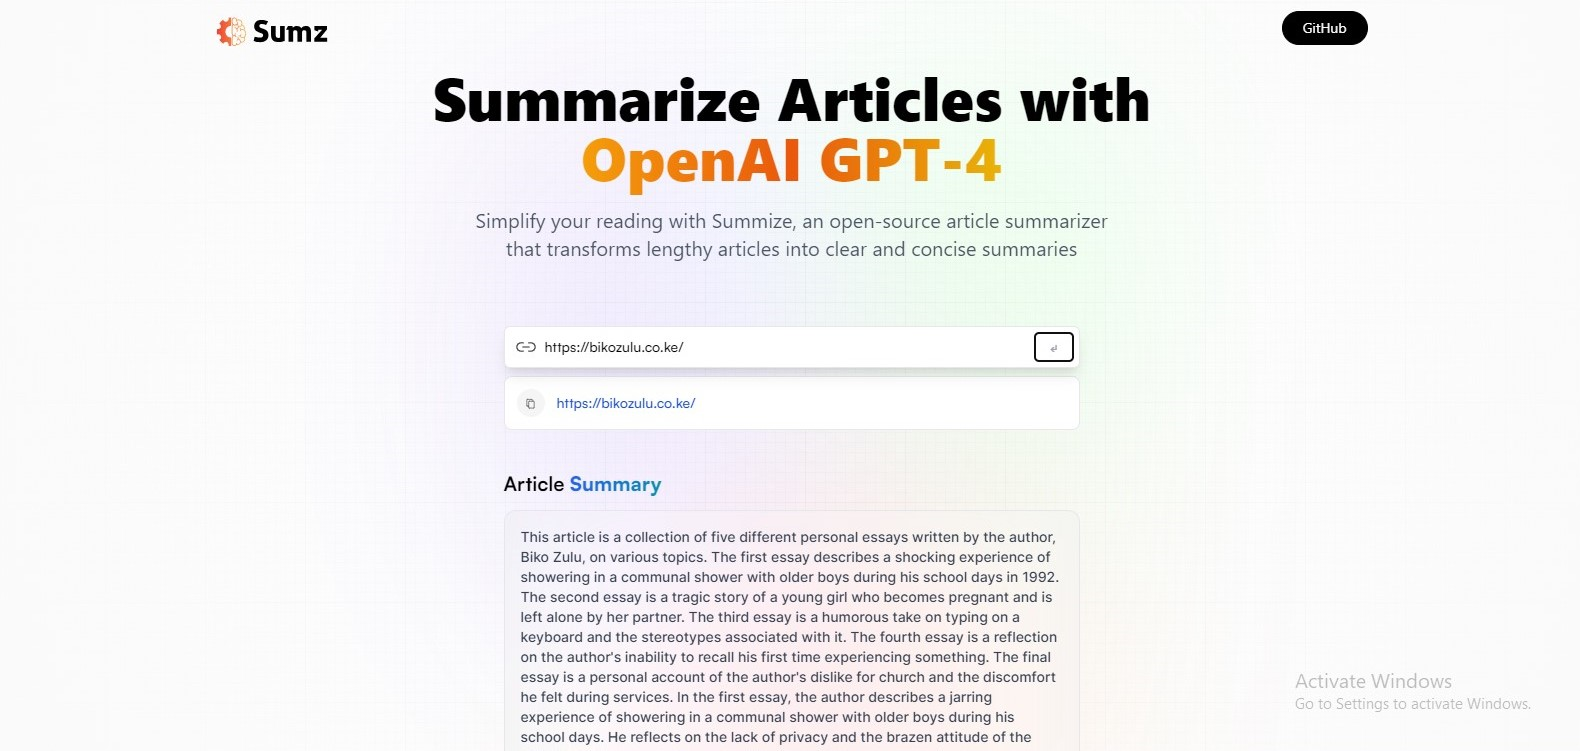 Sumz
GitHub
Summarize Articles with
OpenAI GPT-4
Simplify your reading with Summize, an open-source article summarizer
that transforms lengthy articles into clear and concise summaries
https://bikozulu.co.ke/
↵
https://bikozulu.co.ke/
Article Summary
This article is a collection of five different personal essays written by the author,
Biko Zulu, on various topics. The first essay describes a shocking experience of
showering in a communal shower with older boys during his school days in 1992.
The second essay is a tragic story of a young girl who becomes pregnant and is
left alone by her partner. The third essay is a humorous take on typing on a
keyboard and the stereotypes associated with it. The fourth essay is a reflection
on the author's inability to recall his first time experiencing something. The final
essay is a personal account of the author's dislike for church and the discomfort
he felt during services. In the first essay, the author describes a jarring
experience of showering in a communal shower with older boys during his
school days. He reflects on the lack of privacy and the brazen attitude of the
Activate Windows
Go to Settings to activate Windows.